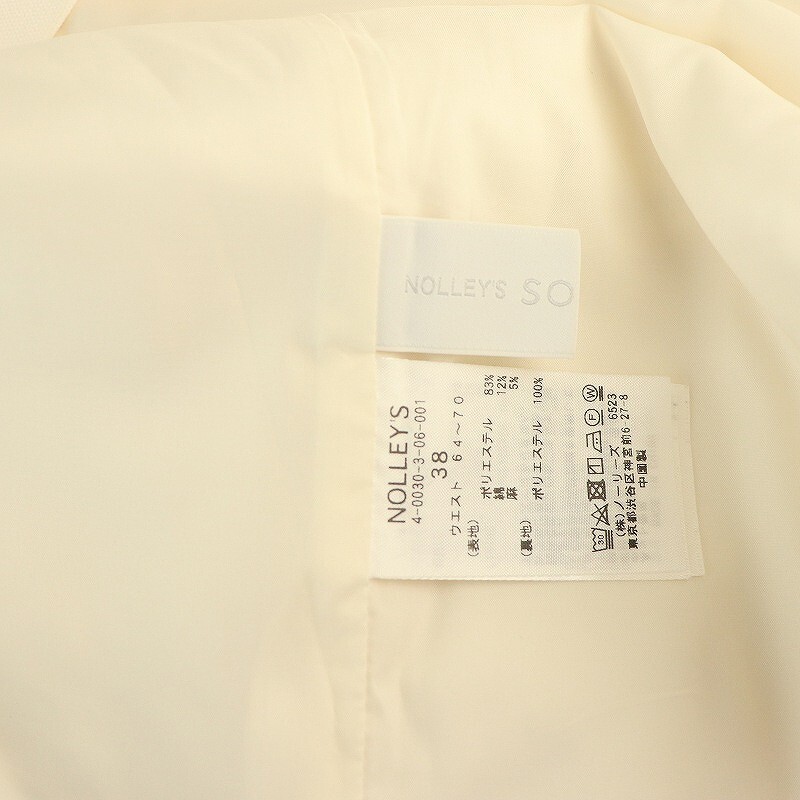 NOLLEY'S SO
NOLLEY'S
4-0030-3-06-001
38
ウエスト 64～70
(表地) ポリエステル 83%
綿 12%
麻 5%
(裏地) ポリエステル 100%
30 F W
(株)ノーリーズ 6523
東京都渋谷区神宮前6-27-8
中国製